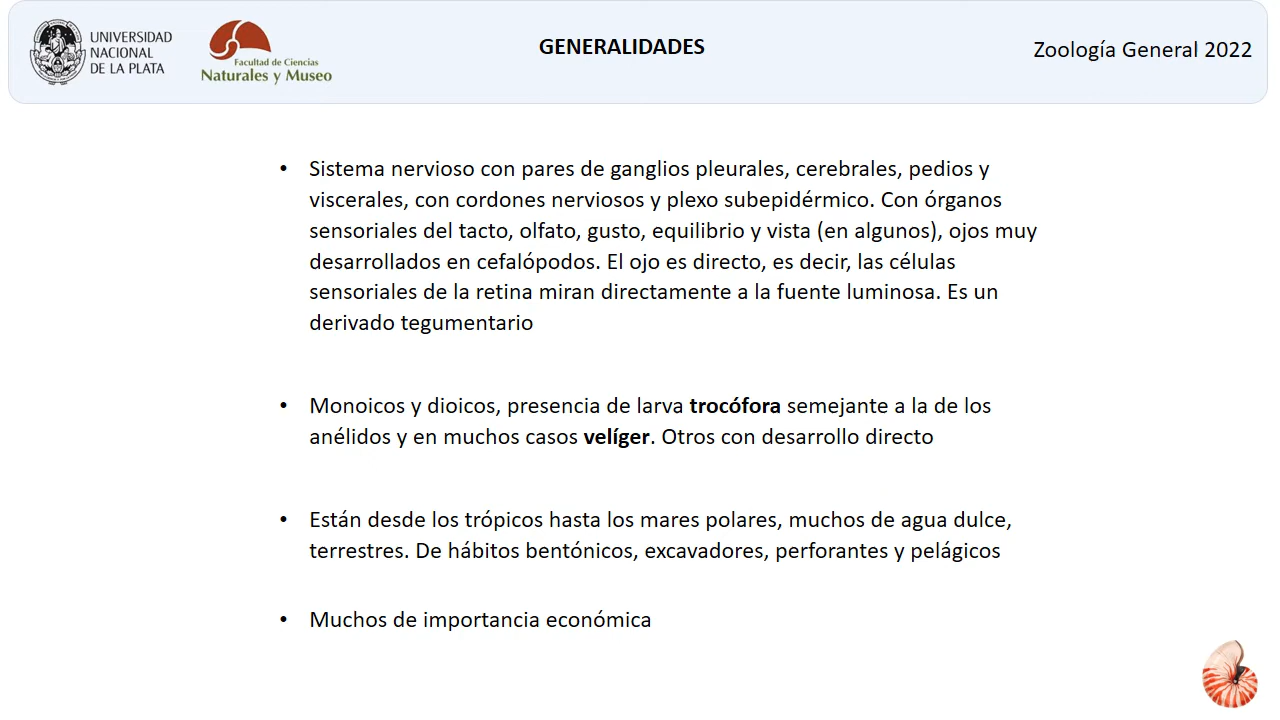 UNIVERSIDAD
NACIONAL
DE LA PLATA
Facultad de Ciencias
Naturales y Museo
GENERALIDADES
Zoología General 2022
• Sistema nervioso con pares de ganglios pleurales, cerebrales, pedios y
viscerales, con cordones nerviosos y plexo subepidérmico. Con órganos
sensoriales del tacto, olfato, gusto, equilibrio y vista (en algunos), ojos muy
desarrollados en cefalópodos. El ojo es directo, es decir, las células
sensoriales de la retina miran directamente a la fuente luminosa. Es un
derivado tegumentario
• Monoicos y dioicos, presencia de larva trocófora semejante a la de los
anélidos y en muchos casos velíger. Otros con desarrollo directo
• Están desde los trópicos hasta los mares polares, muchos de agua dulce,
terrestres. De hábitos bentónicos, excavadores, perforantes y pelágicos
• Muchos de importancia económica